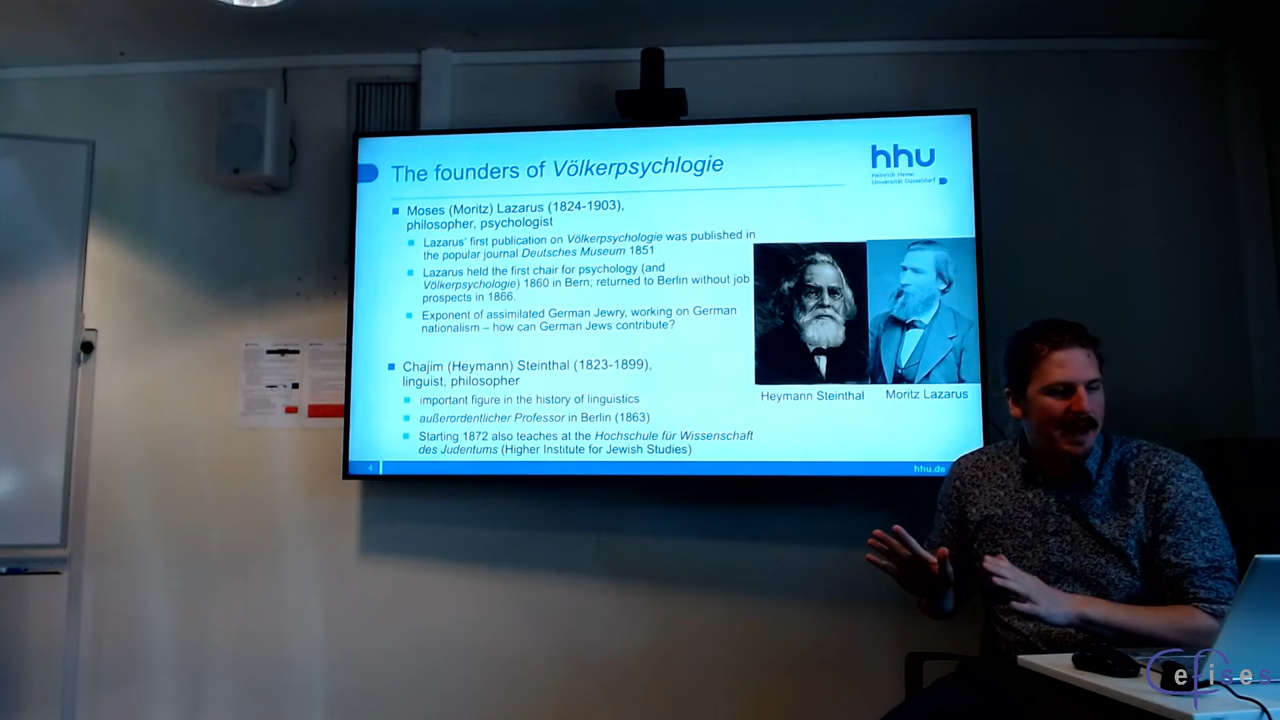 The founders of Völkerpsychlogie
hhu
Heinrich Heine
Universität Düsseldorf
Moses (Moritz) Lazarus (1824-1903),
philosopher, psychologist
Lazarus' first publication on Völkerpsychologie was published in
the popular journal Deutsches Museum 1851
Lazarus held the first chair for psychology (and
Völkerpsychologie) 1860 in Bern; returned to Berlin without job
prospects in 1866.
Exponent of assimilated German Jewry, working on German
nationalism – how can German Jews contribute?
Chajim (Heymann) Steinthal (1823-1899),
linguist, philosopher
important figure in the history of linguistics
außerordentlicher Professor in Berlin (1863)
Starting 1872 also teaches at the Hochschule für Wissenschaft
des Judentums (Higher Institute for Jewish Studies)
Heymann Steinthal
Moritz Lazarus
4
hhu.de
Cefises